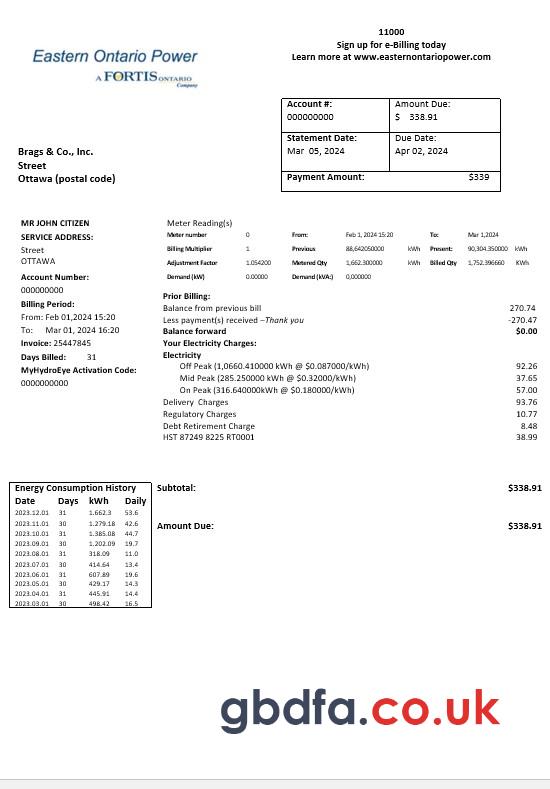 11000
Sign up for e-Billing today
Learn more at www.easternontariopower.com
Eastern Ontario Power
A FORTIS ONTARIO
Company
Account #: Amount Due:
000000000 $ 338.91
Statement Date: Due Date:
Mar 05, 2024 Apr 02, 2024
Payment Amount: $339
Brags & Co., Inc.
Street
Ottawa (postal code)
MR JOHN CITIZEN
SERVICE ADDRESS:
Street
OTTAWA
Account Number:
000000000
Billing Period:
From: Feb 01,2024 15:20
To: Mar 01,2024 16:20
Invoice: 25447845
Days Billed: 31
MyHydroEye Activation Code:
0000000000
Meter Reading(s)
Meter number 0 From: Feb 1, 2024 15:20 To: Mar 1,2024
Billing Multiplier 1 Previous 88,642050000 kWh Present: 90,304.350000 kWh
Adjustment Factor 1.054200 Metered Qty 1,662.300000 kWh Billed Qty 1,752.396660 kWh
Demand (kW) 0.00000 Demand (kVA:) 0,000000
Prior Billing:
Balance from previous bill 270.74
Less payment(s) received –Thank you -270.47
Balance forward $0.00
Your Electricity Charges:
Electricity
Off Peak (1,0660.410000 kWh @ $0.087000/kWh) 92.26
Mid Peak (285.250000 kWh @ $0.32000/kWh) 37.65
On Peak (316.640000kWh @ $0.180000/kWh) 57.00
Delivery Charges 93.76
Regulatory Charges 10.77
Debt Retirement Charge 8.48
HST 87249 8225 RT0001 38.99
Subtotal: $338.91
Amount Due: $338.91
Energy Consumption History
Date Days kWh Daily
2023.12.01 31 1.662.3 53.6
2023.11.01 30 1.279.18 42.6
2023.10.01 31 1.385.08 44.7
2023.09.01 30 1,202.09 19.7
2023.08.01 31 318.09 11.0
2023.07.01 30 414.64 13.4
2023.06.01 31 607.89 19.6
2023.05.01 30 429.17 14.3
2023.04.01 31 445.91 14.4
2023.03.01 30 498.42 16.5
gbdfa.co.uk